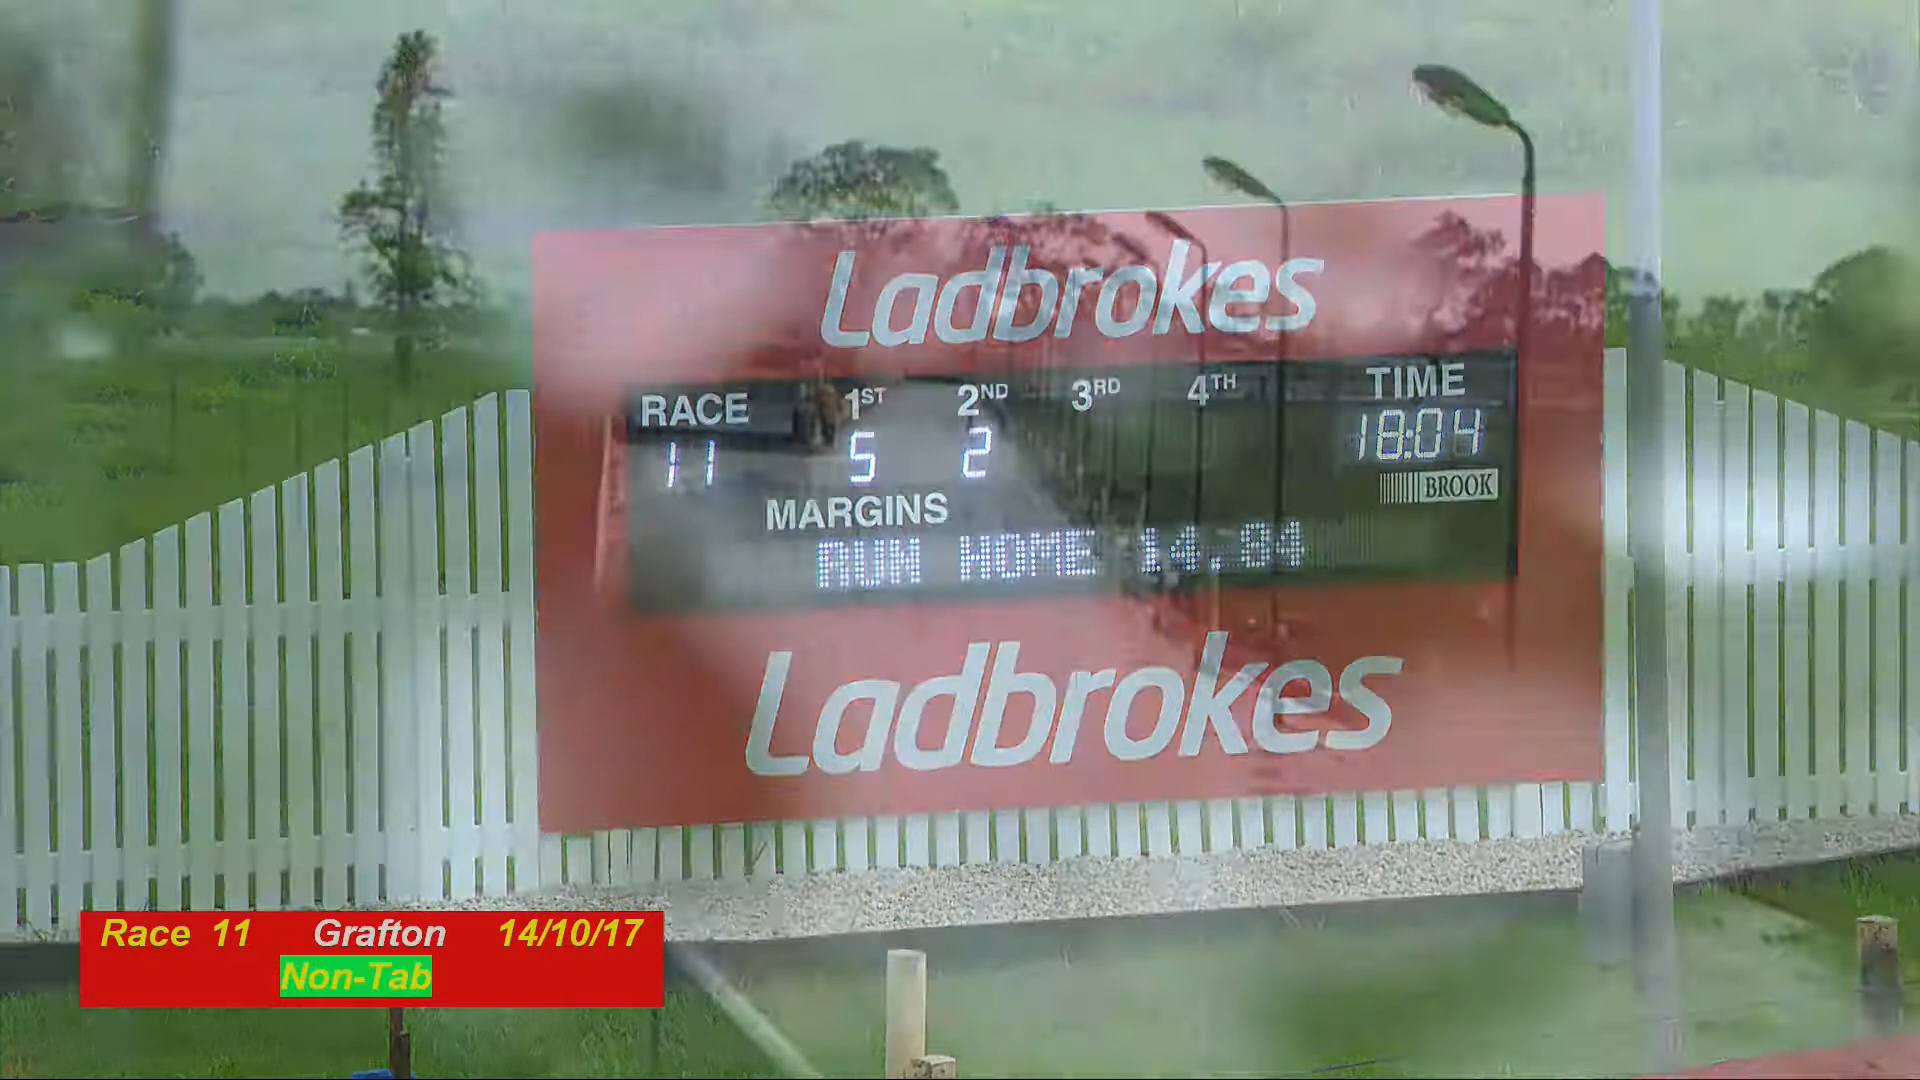 Ladbrokes
RACE 1ST 2ND 3RD 4TH TIME
11 5 2 18:04
BROOK
MARGINS
RUN HOME 14.84
Ladbrokes
Race 11 Grafton 14/10/17
Non-Tab